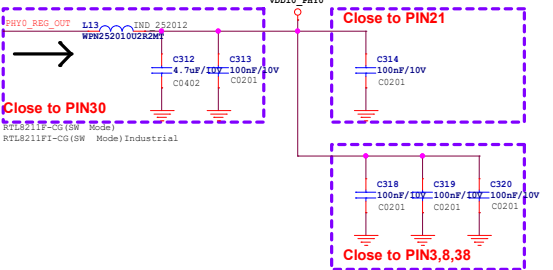 VDD10_PHY0
PHY0_REG_OUT
L13
IND_252012
WPN252010U2R2MT
Close to PIN21
C312
4.7uF/10V
C0402
C313
100nF/10V
C0201
C314
100nF/10V
C0201
Close to PIN30
RTL8211F-CG(SW Mode)
RTL8211FI-CG(SW Mode)Industrial
C318
100nF/10V
C0201
C319
100nF/10V
C0201
C320
100nF/10V
C0201
Close to PIN3,8,38